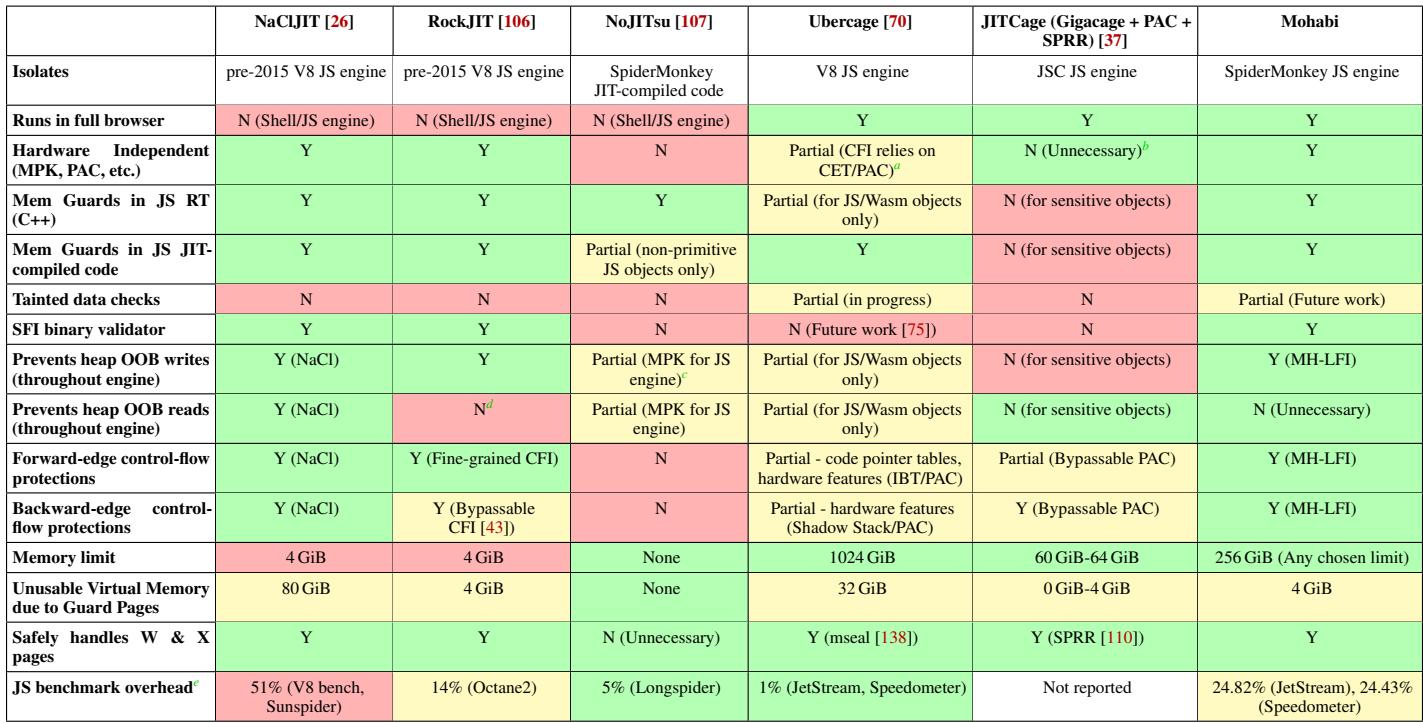 NaClJIT [26] RockJIT [106] NoJITsu [107] Ubercage [70] JITCage (Gigacage + PAC + SPRR) [37] Mohabi
Isolates pre-2015 V8 JS engine pre-2015 V8 JS engine SpiderMonkey JIT-compiled code V8 JS engine JSC JS engine SpiderMonkey JS engine
Runs in full browser N (Shell/JS engine) N (Shell/JS engine) N (Shell/JS engine) Y Y Y
Hardware Independent (MPK, PAC, etc.) Y Y N Partial (CFI relies on CET/PAC)a N (Unnecessary)b Y
Mem Guards in JS RT (C++) Y Y Y Partial (for JS/Wasm objects only) N (for sensitive objects) Y
Mem Guards in JS JIT-compiled code Y Y Partial (non-primitive JS objects only) Y N (for sensitive objects) Y
Tainted data checks N N N Partial (in progress) N Partial (Future work)
SFI binary validator Y Y N N (Future work [75]) N Y
Prevents heap OOB writes (throughout engine) Y (NaCl) Y Partial (MPK for JS engine)c Partial (for JS/Wasm objects only) N (for sensitive objects) Y (MH-LFI)
Prevents heap OOB reads (throughout engine) Y (NaCl) Nd Partial (MPK for JS engine) Partial (for JS/Wasm objects only) N (for sensitive objects) N (Unnecessary)
Forward-edge control-flow protections Y (NaCl) Y (Fine-grained CFI) N Partial - code pointer tables, hardware features (IBT/PAC) Partial (Bypassable PAC) Y (MH-LFI)
Backward-edge control-flow protections Y (NaCl) Y (Bypassable CFI [43]) N Partial - hardware features (Shadow Stack/PAC) Y (Bypassable PAC) Y (MH-LFI)
Memory limit 4 GiB 4 GiB None 1024 GiB 60 GiB-64 GiB 256 GiB (Any chosen limit)
Unusable Virtual Memory due to Guard Pages 80 GiB 4 GiB None 32 GiB 0 GiB-4 GiB 4 GiB
Safely handles W & X pages Y Y N (Unnecessary) Y (mseal [138]) Y (SPRR [110]) Y
JS benchmark overheade 51% (V8 bench, Sunspider) 14% (Octane2) 5% (Longspider) 1% (JetStream, Speedometer) Not reported 24.82% (JetStream), 24.43% (Speedometer)